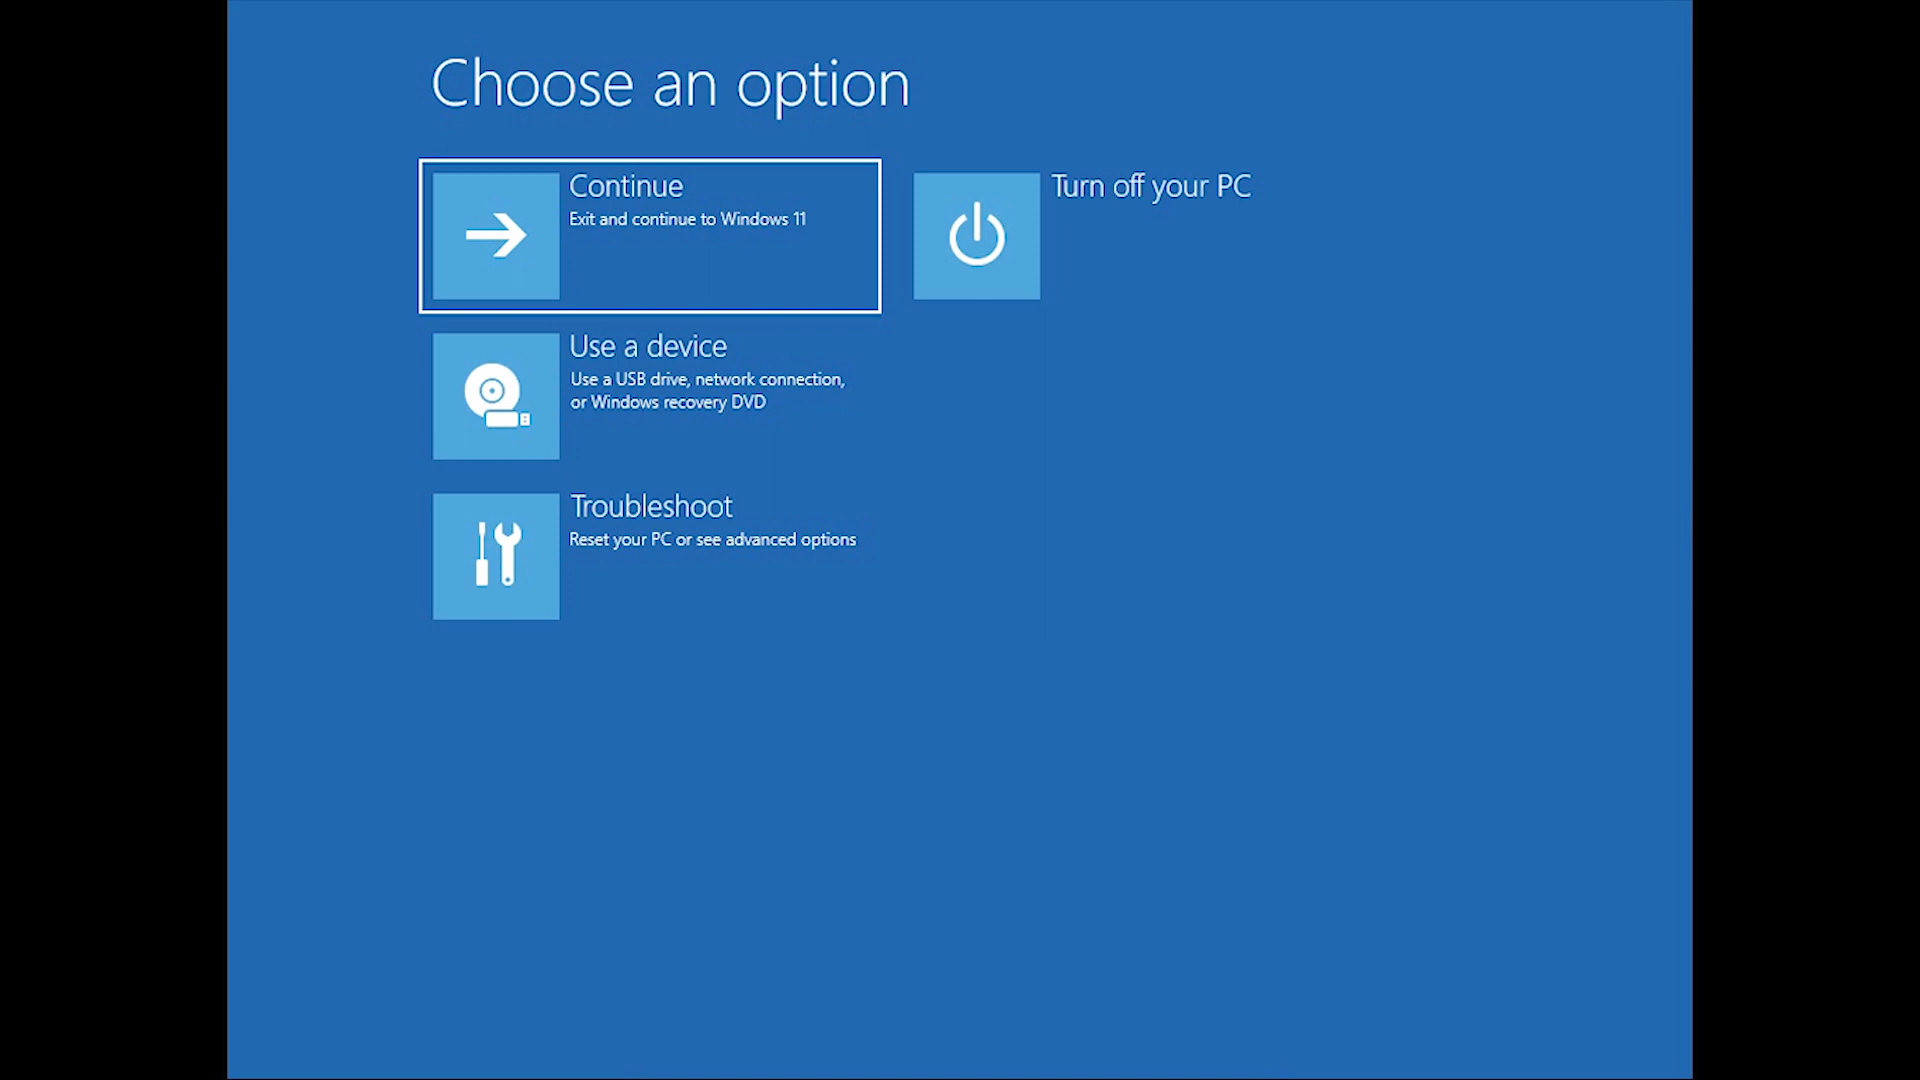 Choose an option
Continue
Exit and continue to Windows 11
Turn off your PC
Use a device
Use a USB drive, network connection,
or Windows recovery DVD
Troubleshoot
Reset your PC or see advanced options